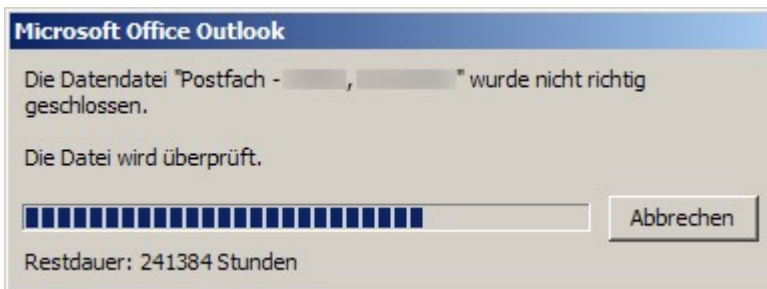 Microsoft Office Outlook
Die Datendatei "Postfach - , " wurde nicht richtig
geschlossen.
Die Datei wird überprüft.
Abbrechen
Restdauer: 241384 Stunden